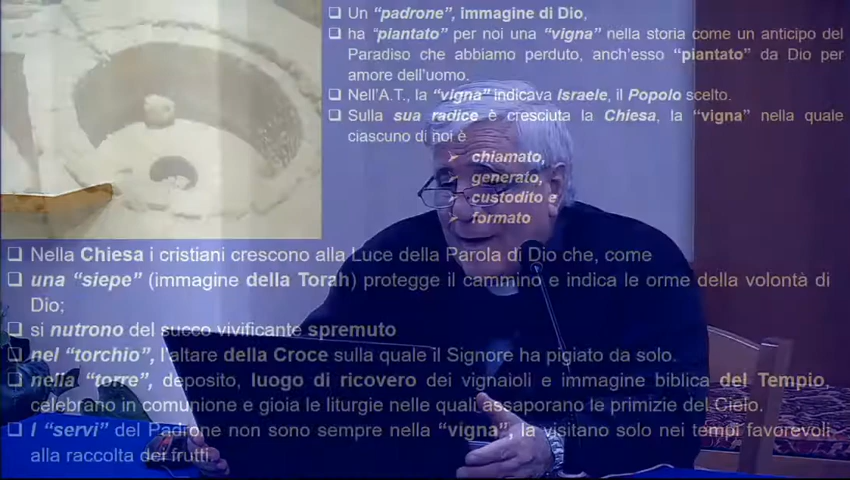 ❑ Un “padrone”, immagine di Dio,
❑ ha “piantato” per noi una “vigna” nella storia come un anticipo del
Paradiso che abbiamo perduto, anch’esso “piantato” da Dio per
amore dell’uomo.
❑ Nell’A.T., la “vigna” indicava Israele, il Popolo scelto.
❑ Sulla sua radice è cresciuta la Chiesa, la “vigna” nella quale
ciascuno di noi è
➢ chiamato,
➢ generato,
➢ custodito e
➢ formato
❑ Nella Chiesa i cristiani crescono alla Luce della Parola di Dio che, come
❑ una “siepe” (immagine della Torah) protegge il cammino e indica le orme della volontà di
Dio;
❑ si nutrono del succo vivificante spremuto
❑ nel “torchio”, l’altare della Croce sulla quale il Signore ha pigiato da solo.
❑ nella “torre”, deposito, luogo di ricovero dei vignaioli e immagine biblica del Tempio,
celebrano in comunione e gioia le liturgie nelle quali assaporano le primizie del Cielo.
❑ I “servi” del Padrone non sono sempre nella “vigna”, la visitano solo nei tempi favorevoli
alla raccolta dei frutti.